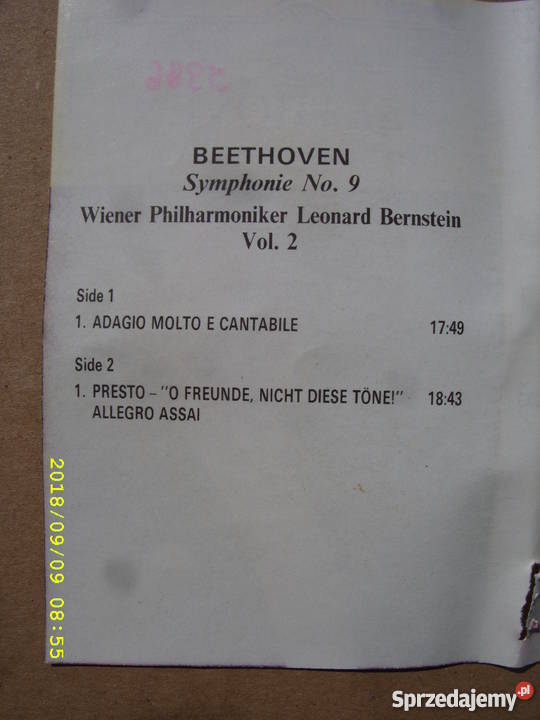 BEETHOVEN
Symphonie No. 9
Wiener Philharmoniker Leonard Bernstein
Vol. 2
Side 1
1. ADAGIO MOLTO E CANTABILE 17:49
Side 2
1. PRESTO – "O FREUNDE, NICHT DIESE TÖNE!" 18:43
ALLEGRO ASSAI
2018/09/09 08:55
Sprzedajemy.pl